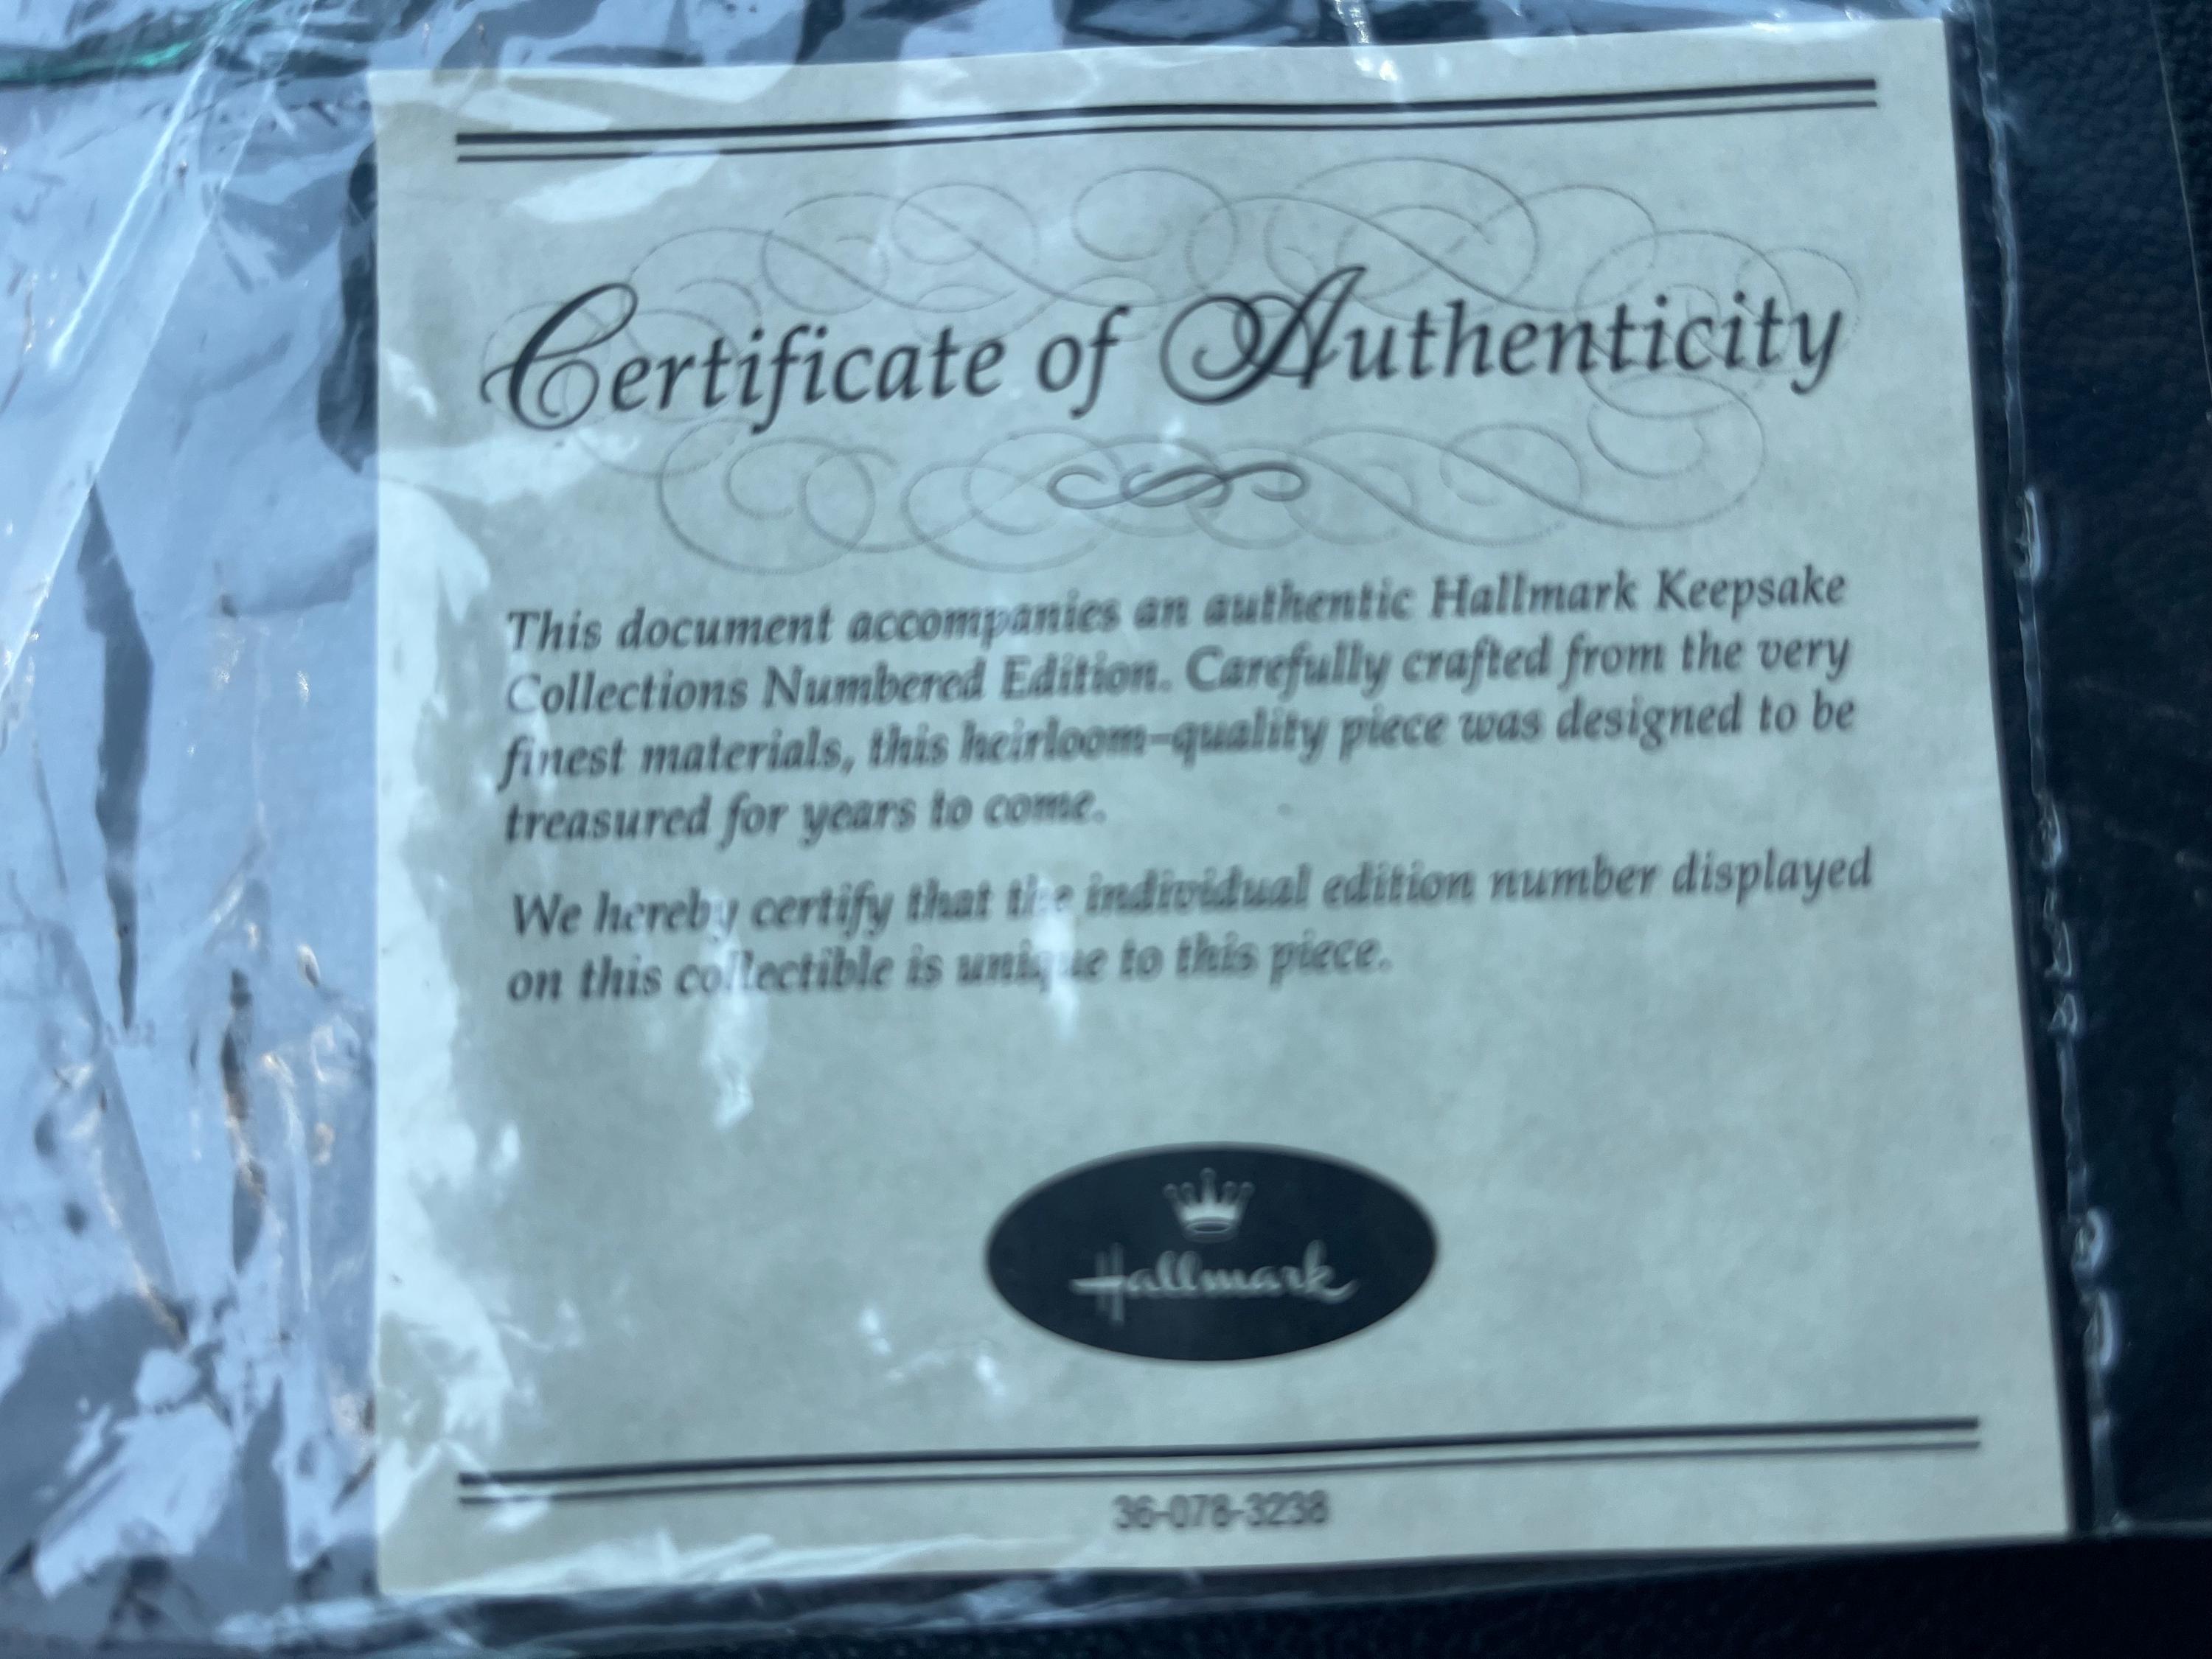 Certificate of Authenticity
This document accompanies an authentic Hallmark Keepsake
Collections Numbered Edition. Carefully crafted from the very
finest materials, this heirloom-quality piece was designed to be
treasured for years to come.
We hereby certify that the individual edition number displayed
on this collectible is unique to this piece.
Hallmark
36-078-3238